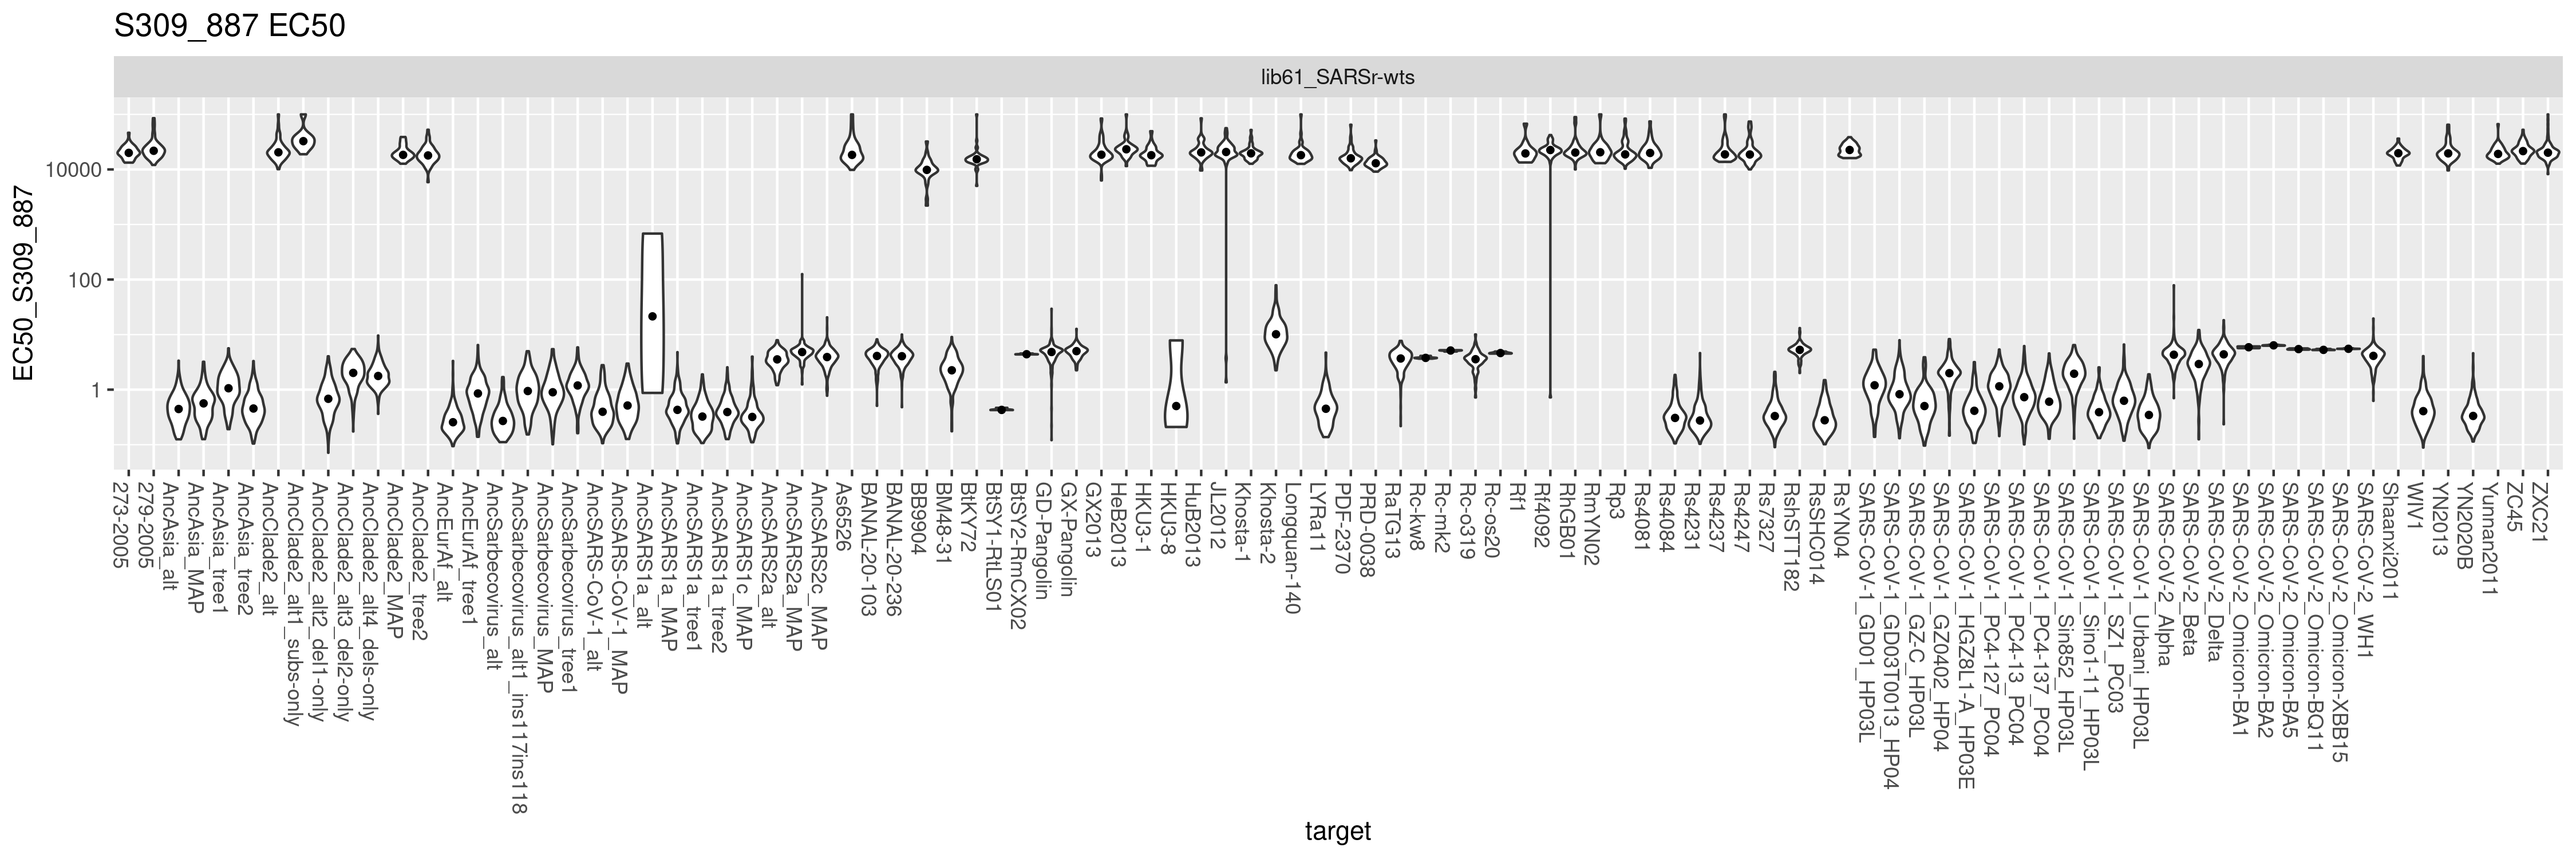 S309_887 EC50
lib61_SARSr-wts
EC50_S309_887
10000
100
1
273-2005
279-2005
AncAsia_alt
AncAsia_MAP
AncAsia_tree1
AncAsia_tree2
AncClade2_alt
AncClade2_alt1_subs-only
AncClade2_alt2_del1-only
AncClade2_alt3_del2-only
AncClade2_alt4_dels-only
AncClade2_MAP
AncClade2_tree2
AncEurAf_alt
AncEurAf_tree1
AncSarbecovirus_alt
AncSarbecovirus_alt1_ins117ins118
AncSarbecovirus_MAP
AncSarbecovirus_tree1
AncSARS-CoV-1_alt
AncSARS-CoV-1_MAP
AncSARS1a_alt
AncSARS1a_MAP
AncSARS1a_tree1
AncSARS1a_tree2
AncSARS1c_MAP
AncSARS2a_alt
AncSARS2a_MAP
AncSARS2c_MAP
As6526
BANAL-20-103
BANAL-20-236
BB9904
BM48-31
BtKY72
BtSY1-RtLS01
BtSY2-RmCX02
GD-Pangolin
GX-Pangolin
GX2013
HeB2013
HKU3-1
HKU3-8
HuB2013
JL2012
Khosta-1
Khosta-2
Longquan-140
LYRa11
PDF-2370
PRD-0038
RaTG13
Rc-kw8
Rc-mk2
Rc-o319
Rc-os20
Rf1
Rf4092
RhGB01
RmYN02
Rp3
Rs4081
Rs4084
Rs4231
Rs4237
Rs4247
Rs7327
RshSTT182
RsSHC014
RsYN04
SARS-CoV-1_GD01_HP03L
SARS-CoV-1_GD03T0013_HP04
SARS-CoV-1_GZ-C_HP03L
SARS-CoV-1_GZ0402_HP04
SARS-CoV-1_HGZ8L1-A_HP03E
SARS-CoV-1_PC4-127_PC04
SARS-CoV-1_PC4-13_PC04
SARS-CoV-1_PC4-137_PC04
SARS-CoV-1_Sin852_HP03L
SARS-CoV-1_Sino1-11_HP03L
SARS-CoV-1_SZ1_PC03
SARS-CoV-1_Urbani_HP03L
SARS-CoV-2_Alpha
SARS-CoV-2_Beta
SARS-CoV-2_Delta
SARS-CoV-2_Omicron-BA1
SARS-CoV-2_Omicron-BA2
SARS-CoV-2_Omicron-BA5
SARS-CoV-2_Omicron-BQ11
SARS-CoV-2_Omicron-XBB15
SARS-CoV-2_WH1
Shaanxi2011
WIV1
YN2013
YN2020B
Yunnan2011
ZC45
ZXC21
target